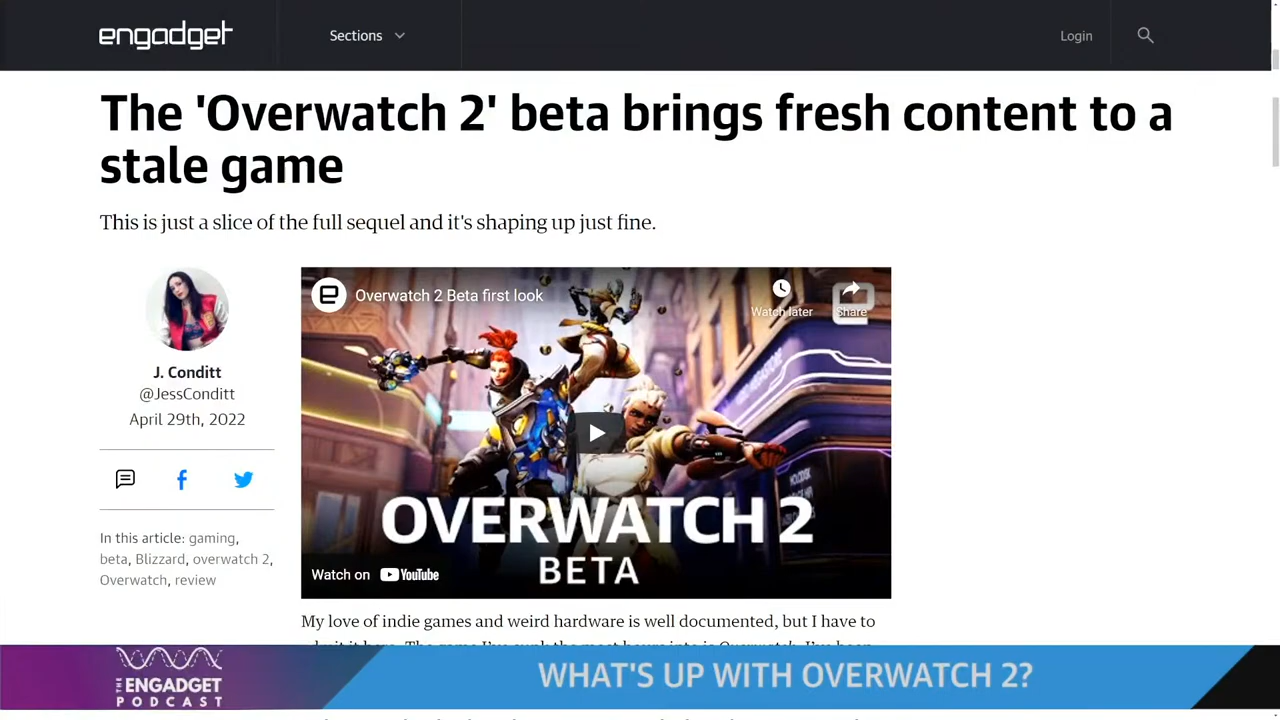 engadget
Sections
Login
The 'Overwatch 2' beta brings fresh content to a
stale game
This is just a slice of the full sequel and it's shaping up just fine.
J. Conditt
@JessConditt
April 29th, 2022
In this article: gaming,
beta, Blizzard, overwatch 2,
Overwatch, review
Overwatch 2 Beta first look
Watch later
Share
OVERWATCH 2
BETA
Watch on YouTube
My love of indie games and weird hardware is well documented, but I have to
THE
ENGADGET
PODCAST
WHAT'S UP WITH OVERWATCH 2?